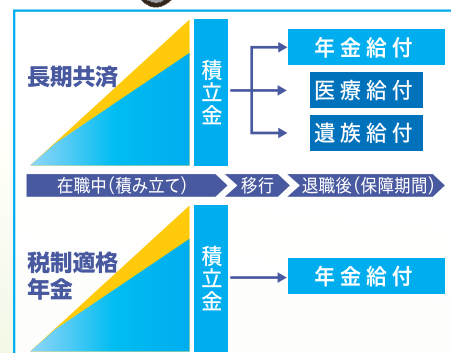 長期共済
積立金
年金給付
医療給付
遺族給付
在職中(積み立て)
移行
退職後(保障期間)
税制適格
年金
積立金
年金給付